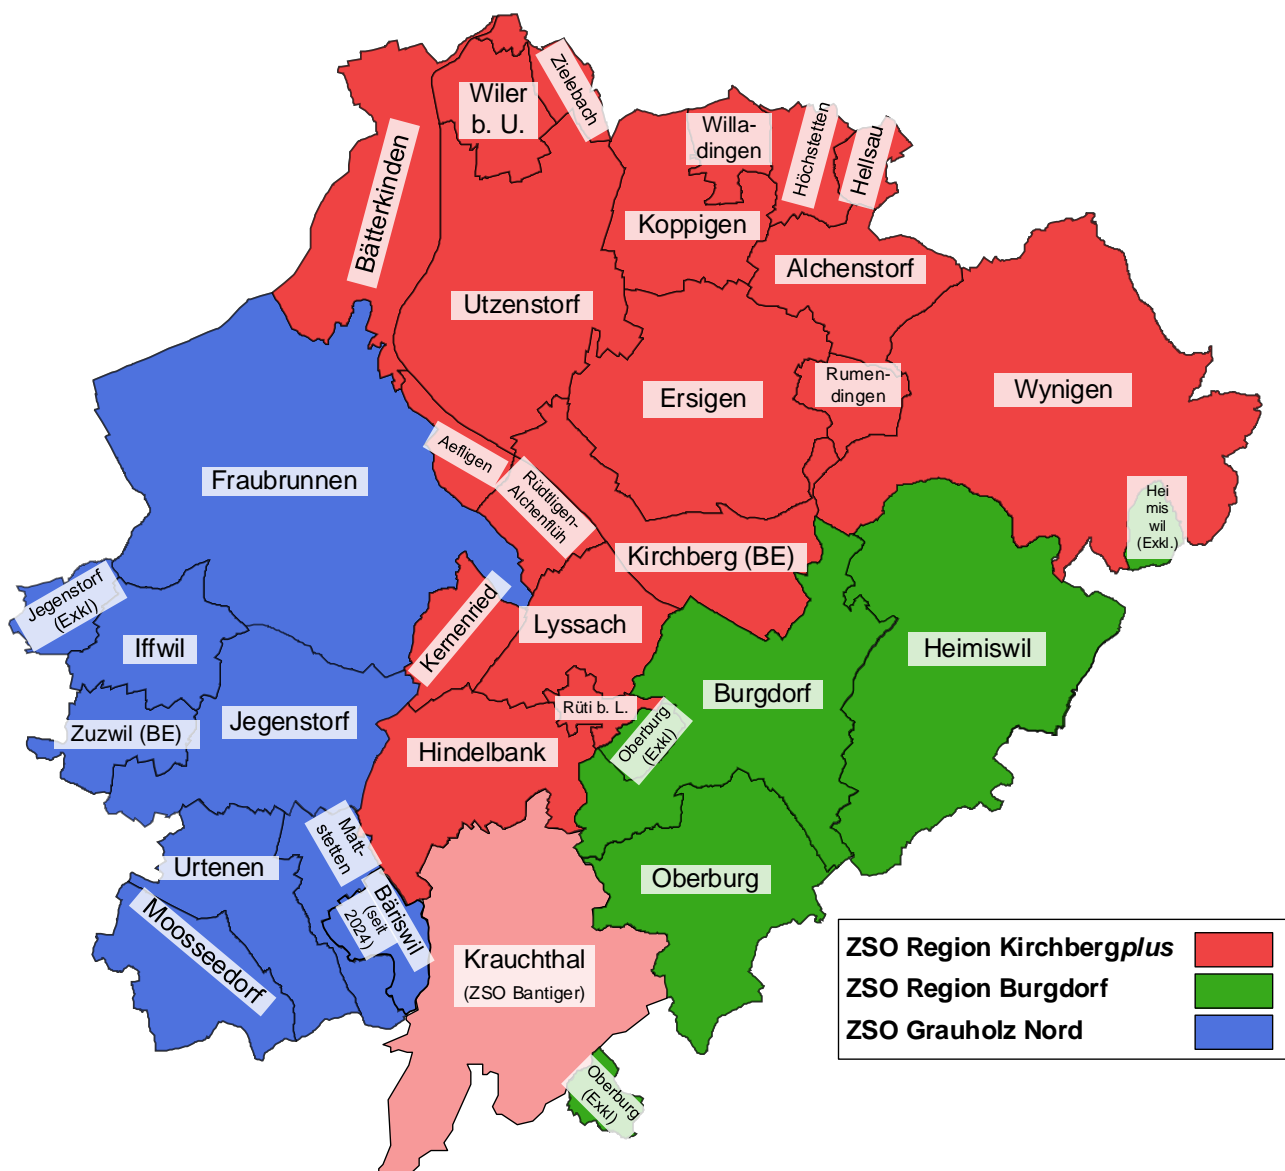 Wiler
b. U.
Zielebach
Willa-
dingen
Höchstetten
Hellsau
Bätterkinden
Koppigen
Alchenstorf
Utzenstorf
Rumen-
dingen
Ersigen
Wynigen
Aefligen
Fraubrunnen
Rüdtligen-
Alchenflüh
Hei
mis
wil
(Exkl.)
Kirchberg (BE)
Jegenstorf
(Exkl)
Kernenried
Lyssach
Iffwil
Heimiswil
Burgdorf
Rüti b. L.
Jegenstorf
Zuzwil (BE)
Oberburg
(Exkl)
Hindelbank
Matt-
stetten
Urtenen
Oberburg
Bäriswil
(seit
2024)
Moosseedorf
Krauchthal
(ZSO Bantiger)
ZSO Region Kirchbergplus
ZSO Region Burgdorf
ZSO Grauholz Nord
Oberburg
(Exkl)